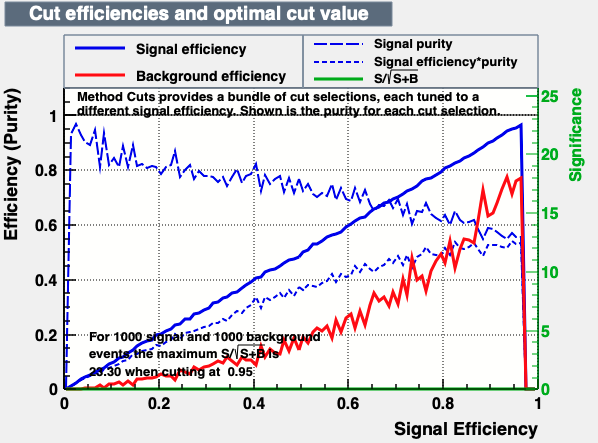 Cut efficiencies and optimal cut value
Signal efficiency
Background efficiency
Signal purity
Signal efficiency*purity
S/√S+B
Method Cuts provides a bundle of cut selections, each tuned to a
different signal efficiency. Shown is the purity for each cut selection.
Efficiency (Purity)
1
0.8
0.6
0.4
0.2
0
25
20
15
10
5
0
Significance
For 1000 signal and 1000 background
events the maximum S/√S+B is
23.30 when cutting at 0.95
0 0.2 0.4 0.6 0.8 1
Signal Efficiency